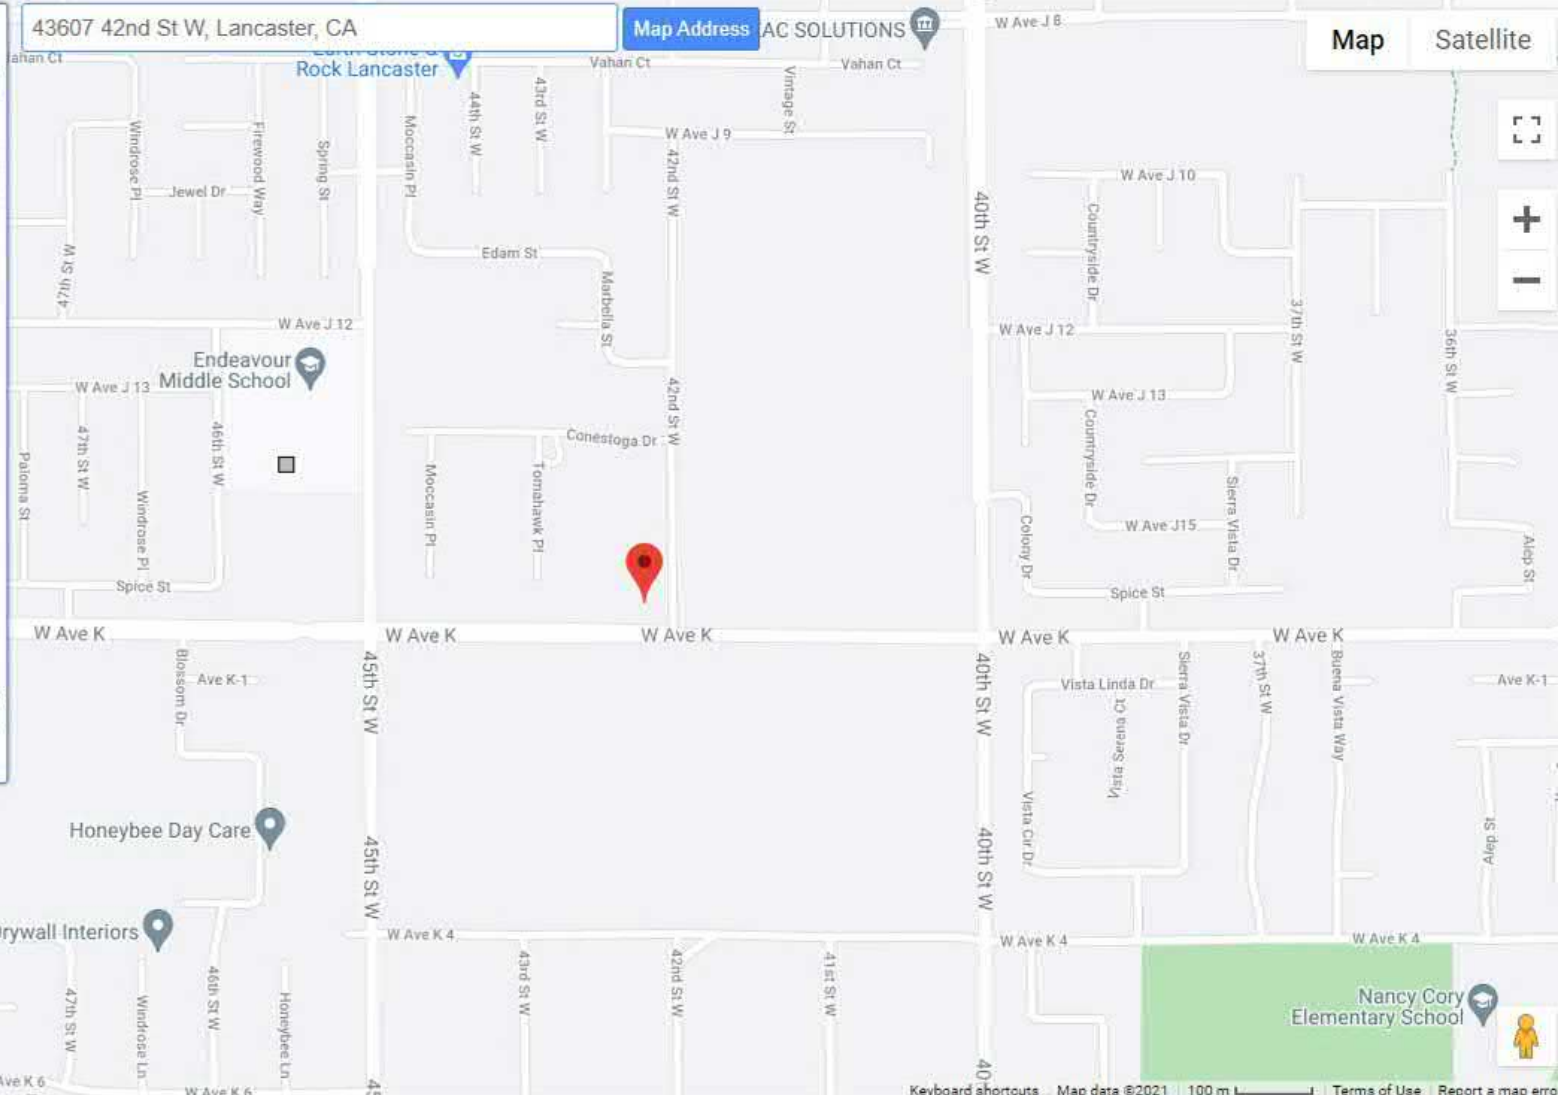 43607 42nd St W, Lancaster, CA
Map Address
AC SOLUTIONS
W Ave J 8
Map
Satellite
Rock Lancaster
Vahan Ct
Vahan Ct
44th St W
43rd St W
Vintage St
Windrose Pl
Firewood Way
Spring St
Moccasin Pl
W Ave J 9
42nd St W
Jewel Dr
W Ave J 10
40th St W
Countryside Dr
47th St W
Edam St
Marbella St
37th St W
36th St W
W Ave J 12
W Ave J 12
Endeavour
Middle School
W Ave J 13
W Ave J 13
42nd St W
Conestoga Dr
Paloma St
47th St W
Windrose Pl
46th St W
Moccasin Pl
Tomahawk Pl
Countryside Dr
Colony Dr
W Ave J15
Sierra Vista Dr
Alep St
Spice St
Spice St
W Ave K
W Ave K
W Ave K
W Ave K
W Ave K
Blossom Dr
Ave K-1
45th St W
40th St W
Vista Linda Dr
Vista Serena Ct
Sierra Vista Dr
37th St W
Buena Vista Way
Ave K-1
Vista Cir Dr
Alep St
Honeybee Day Care
45th St W
40th St W
rywall Interiors
W Ave K 4
W Ave K 4
W Ave K 4
47th St W
Windrose Ln
46th St W
Honeybee Ln
43rd St W
42nd St W
41st St W
Nancy Cory
Elementary School
Ave K 6
W Ave K 6
45
40
Keyboard shortcuts
Map data ©2021
100 m
Terms of Use
Report a map erro